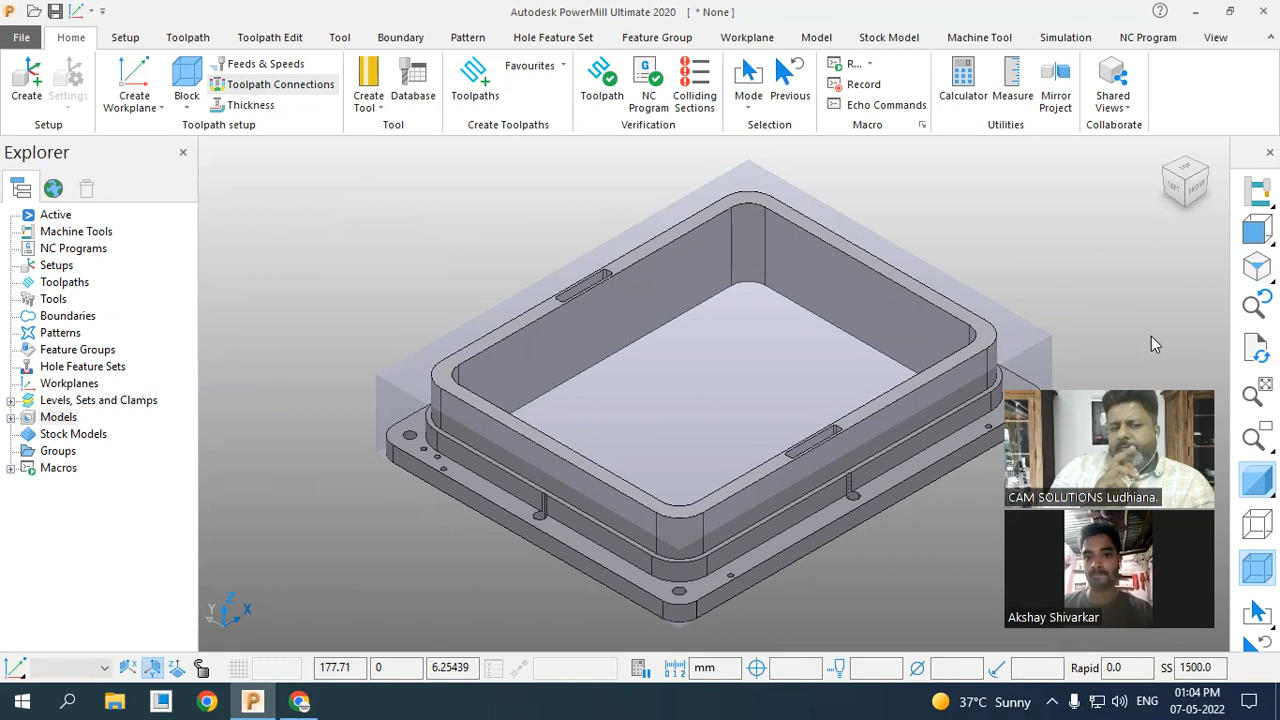 Autodesk PowerMill Ultimate 2020 [ * None ]
File Home Setup Toolpath Toolpath Edit Tool Boundary Pattern Hole Feature Set Feature Group Workplane Model Stock Model Machine Tool Simulation NC Program View
Create
Settings
Setup
Create
Workplane
Block
Feeds & Speeds
Toolpath Connections
Thickness
Toolpath setup
Create
Tool
Database
Tool
Toolpaths
Favourites
Create Toolpaths
Toolpath
NC
Program
Colliding
Sections
Verification
Mode
Previous
Selection
R...
Record
Echo Commands
Macro
Calculator
Measure
Mirror
Project
Utilities
Shared
Views
Collaborate
Explorer
Active
Machine Tools
NC Programs
Setups
Toolpaths
Tools
Boundaries
Patterns
Feature Groups
Hole Feature Sets
Workplanes
Levels, Sets and Clamps
Models
Stock Models
Groups
Macros
TOP
LEFT
FRONT
CAM SOLUTIONS Ludhiana.
Akshay Shivarkar
Z
Y
X
177.71 0 6.25439 mm Rapid 0.0 SS 1500.0
37°C Sunny
ENG
01:04 PM
07-05-2022